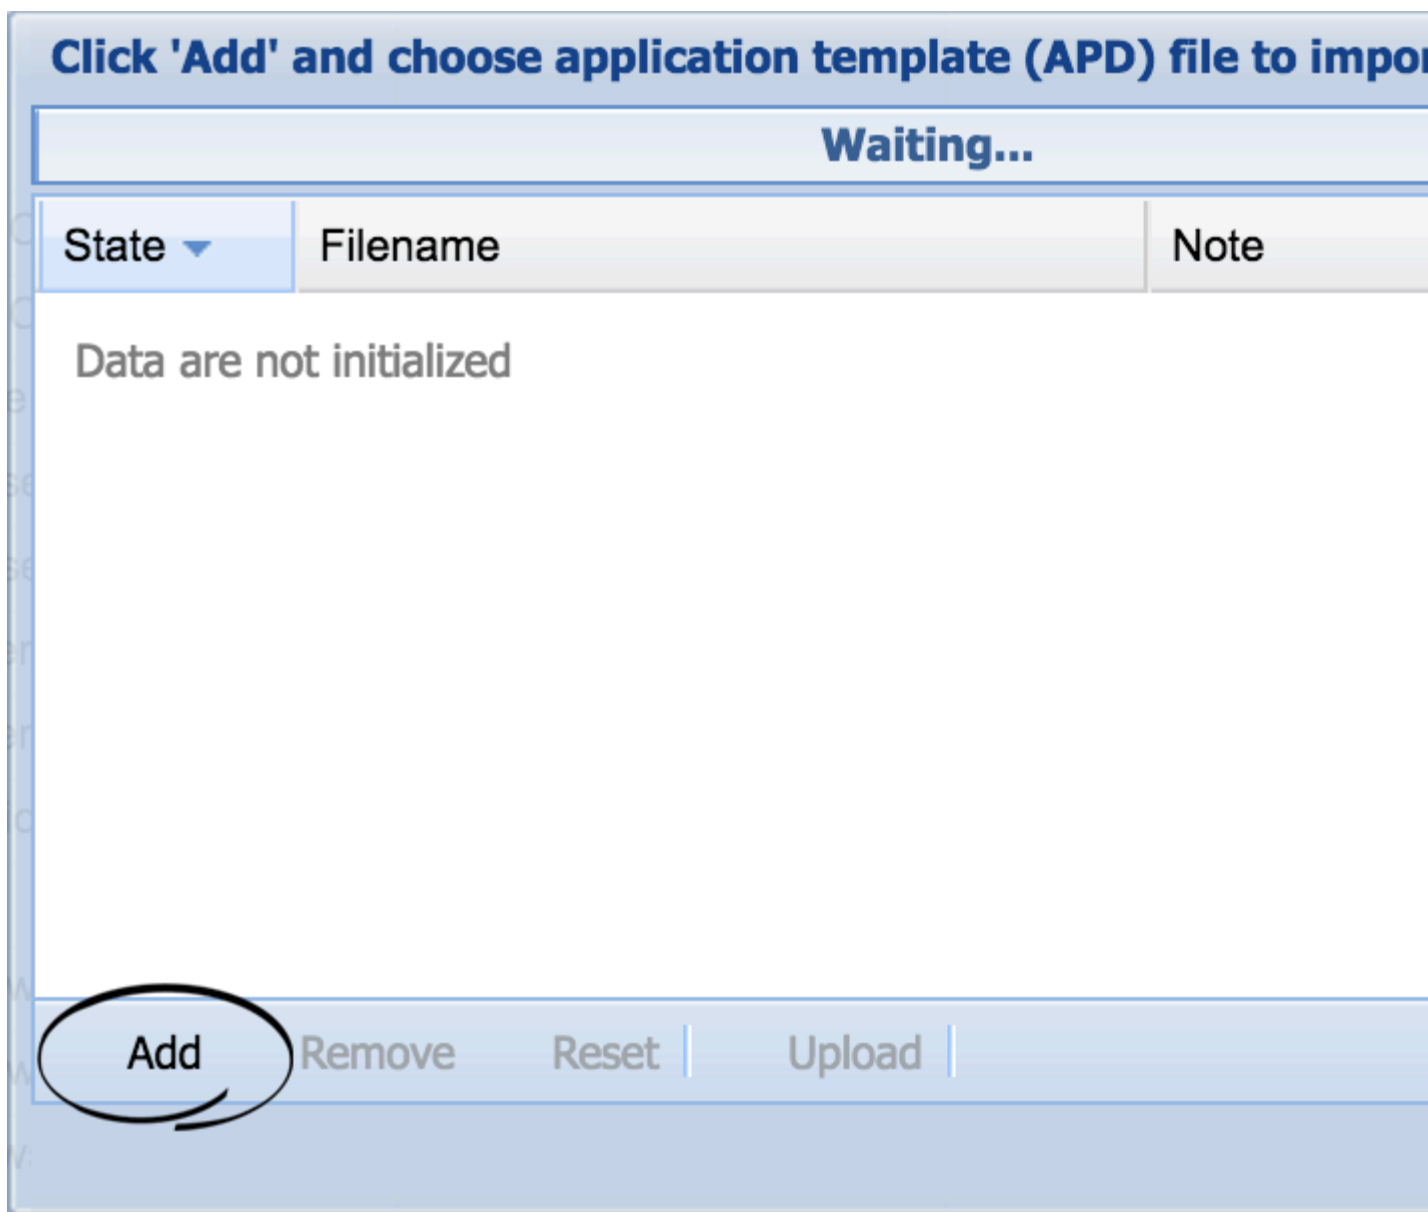 Click 'Add' and choose application template (APD) file to
Waiting...
State Filename Note
Data are not initialized
Add Remove Reset Upload